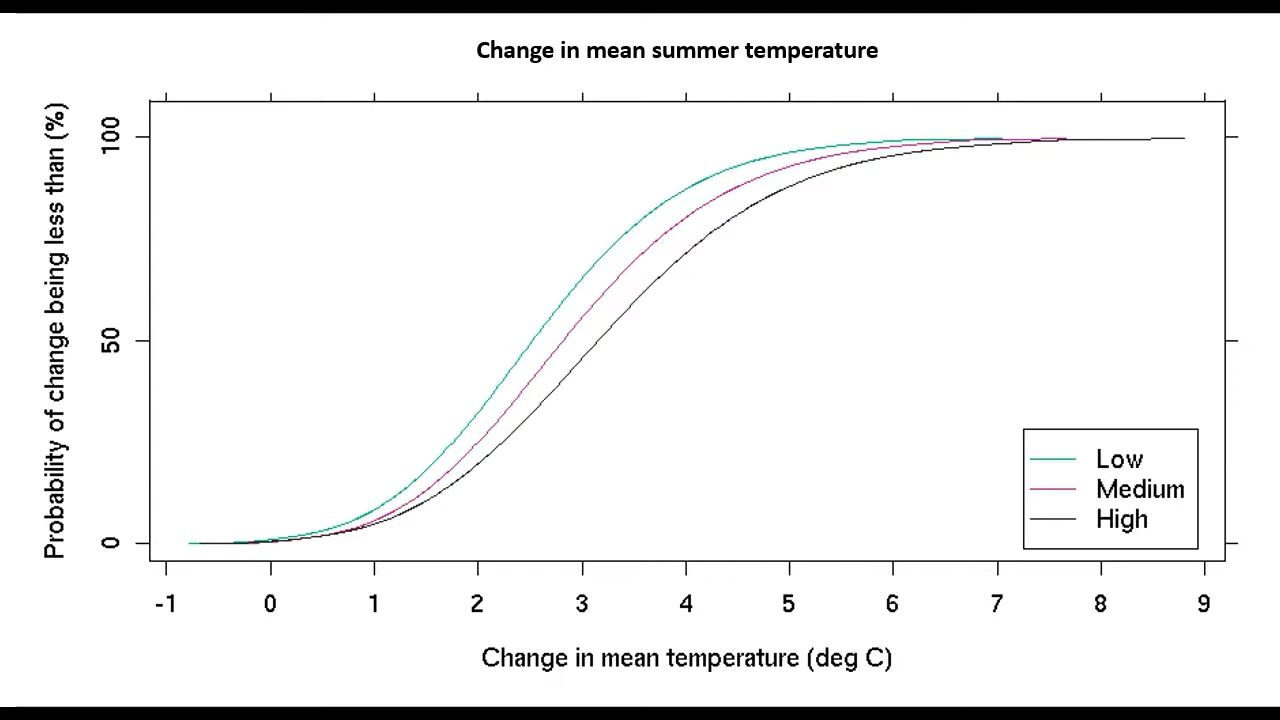 Change in mean summer temperature
Probability of change being less than (%)
100
50
0
Low
Medium
High
-1 0 1 2 3 4 5 6 7 8 9
Change in mean temperature (deg C)